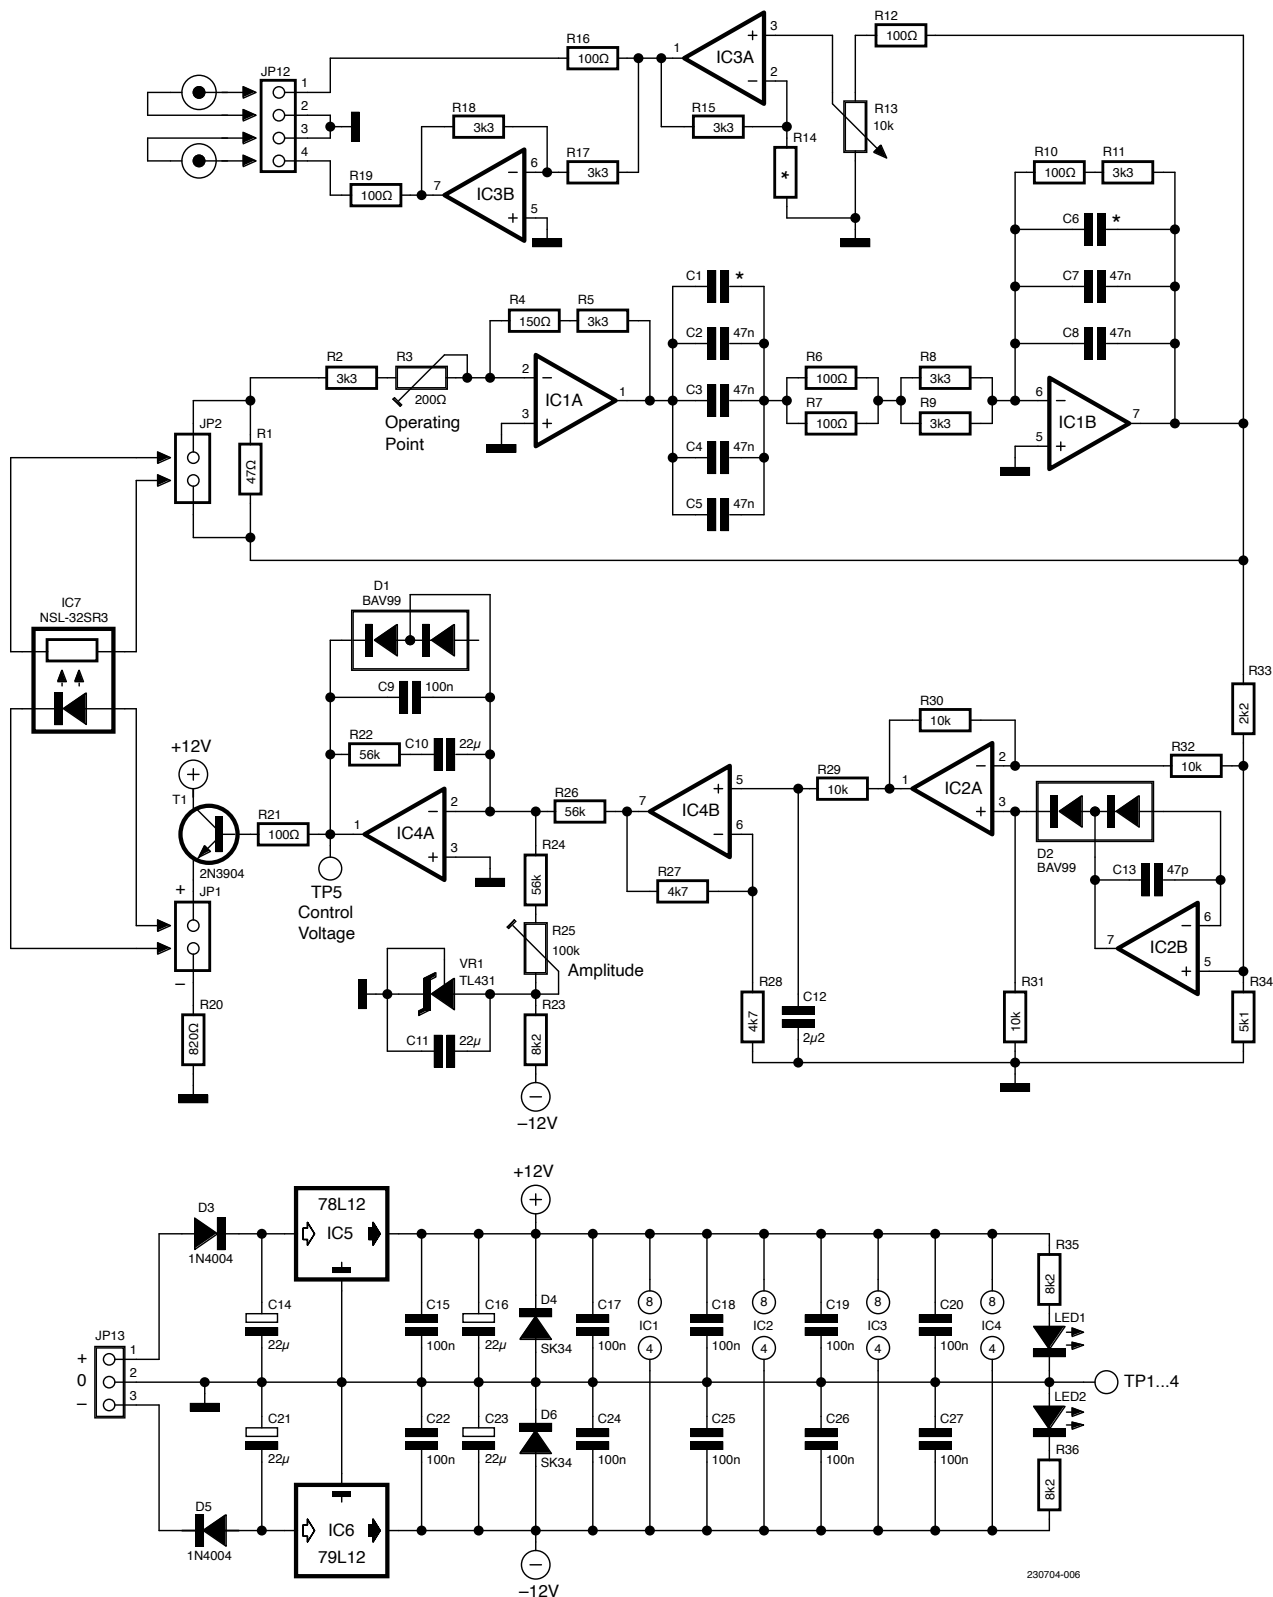 R12
100Ω
R16
100Ω
1
3
+
IC3A
2
−
JP12
1
2
3
4
R18
3k3
R15
3k3
R13
10k
R14
*
R17
3k3
6
−
7
IC3B
5
+
R19
100Ω
R10
100Ω
R11
3k3
C6
*
C7
47n
C8
47n
C1
*
C2
47n
C3
47n
C4
47n
C5
47n
R4
150Ω
R5
3k3
R2
3k3
R3
200Ω
Operating
Point
2
−
IC1A
1
3
+
R6
100Ω
R7
100Ω
R8
3k3
R9
3k3
6
−
IC1B
7
5
+
JP2
R1
47Ω
IC7
NSL-32SR3
D1
BAV99
C9
100n
R22
56k
C10
22µ
+12V
+
T1
2N3904
R21
100Ω
1
IC4A
2
−
3
+
TP5
Control
Voltage
+
JP1
−
R20
820Ω
R26
56k
R24
56k
R25
100k
Amplitude
VR1
TL431
C11
22µ
R23
8k2
−
–12V
7
IC4B
5
+
6
−
R27
4k7
R28
4k7
C12
2µ2
R29
10k
R30
10k
1
IC2A
2
−
3
+
R32
10k
R33
2k2
D2
BAV99
C13
47p
7
IC2B
6
−
5
+
R31
10k
R34
5k1
+12V
+
D3
1N4004
78L12
IC5
C14
22µ
C15
100n
C16
22µ
D4
SK34
C17
100n
8
IC1
4
C18
100n
8
IC2
4
C19
100n
8
IC3
4
C20
100n
8
IC4
4
R35
8k2
LED1
JP13
+
1
0
2
−
3
TP1...4
C21
22µ
C22
100n
C23
22µ
D6
SK34
C24
100n
C25
100n
C26
100n
C27
100n
LED2
R36
8k2
D5
1N4004
IC6
79L12
−
–12V
230704-006